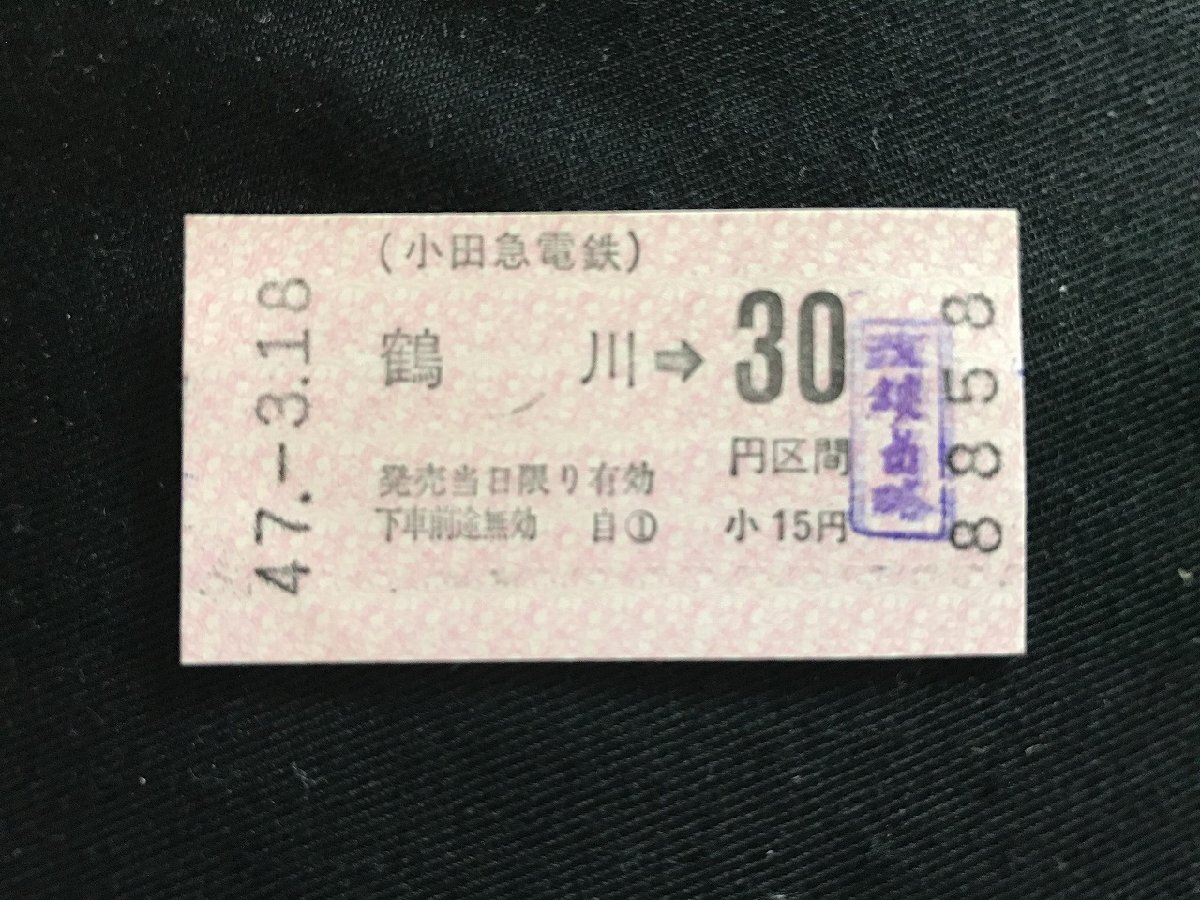 (小田急電鉄)
47.-3.18
鶴川➡30
円区間
発売当日限り有効
下車前途無効 自① 小15円
8858